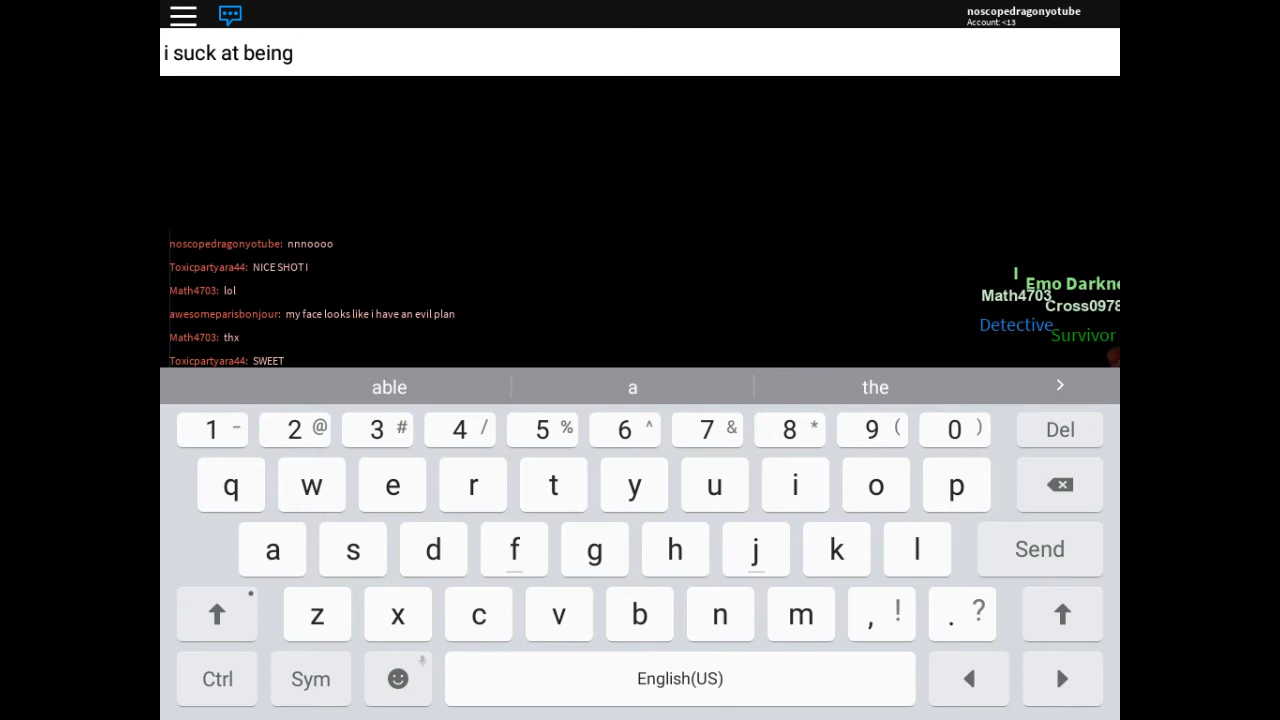 noscopedragonyotube
Account: <13
i suck at being
noscopedragonyotube: nnnoooo
Toxicpartyara44: NICE SHOT!
Math4703: lol
awesomeparisbonjour: my face looks like i have an evil plan
Math4703: thx
Toxicpartyara44: SWEET
Emo Darkne
Math4703
Cross0978
Detective
Survivor
able a the >
1 - 2 @ 3 # 4 / 5 % 6 ^ 7 & 8 * 9 ( 0 ) Del
q w e r t y u i o p
a s d f g h j k l Send
z x c v b n m , ! . ?
Ctrl Sym English(US)